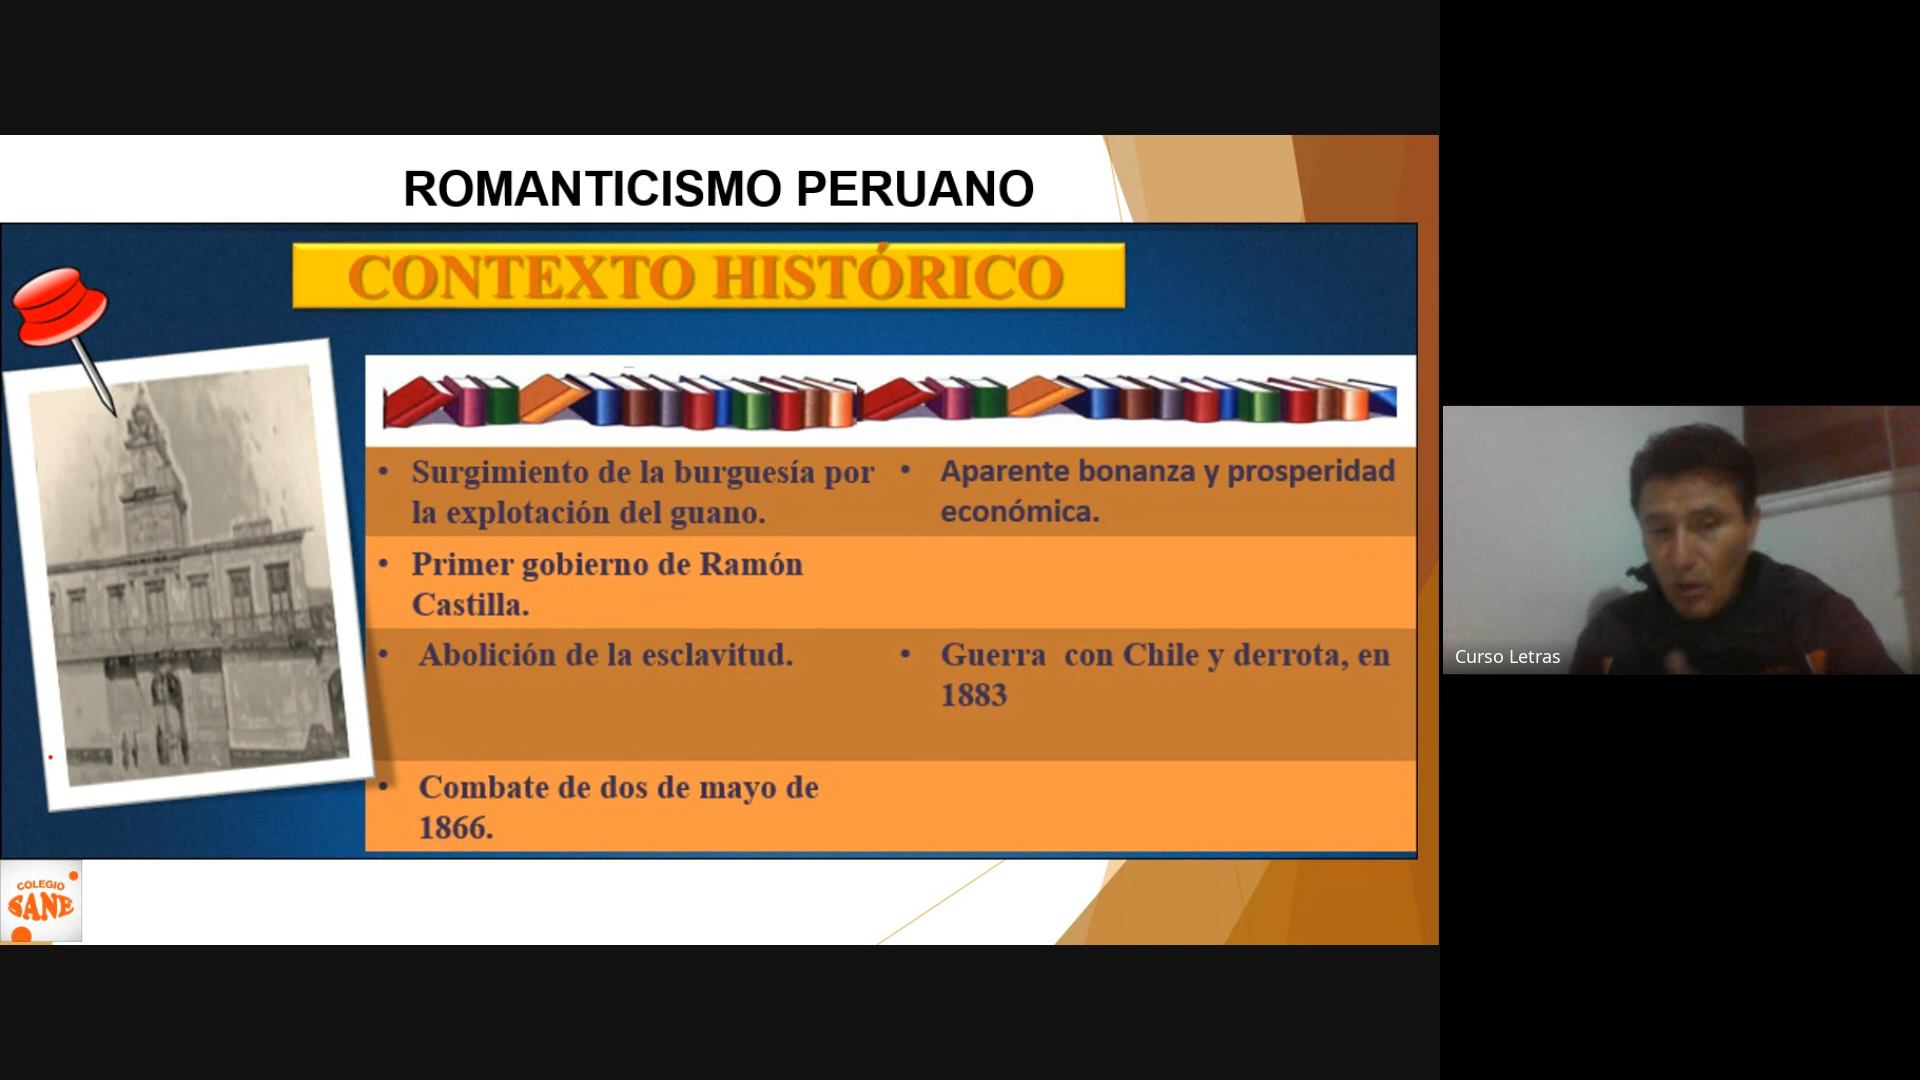 ROMANTICISMO PERUANO
CONTEXTO HISTÓRICO
• Surgimiento de la burguesía por
la explotación del guano.
• Aparente bonanza y prosperidad
económica.
• Primer gobierno de Ramón
Castilla.
• Abolición de la esclavitud.
• Guerra con Chile y derrota, en
1883
• Combate de dos de mayo de
1866.
COLEGIO
SANE
Curso Letras